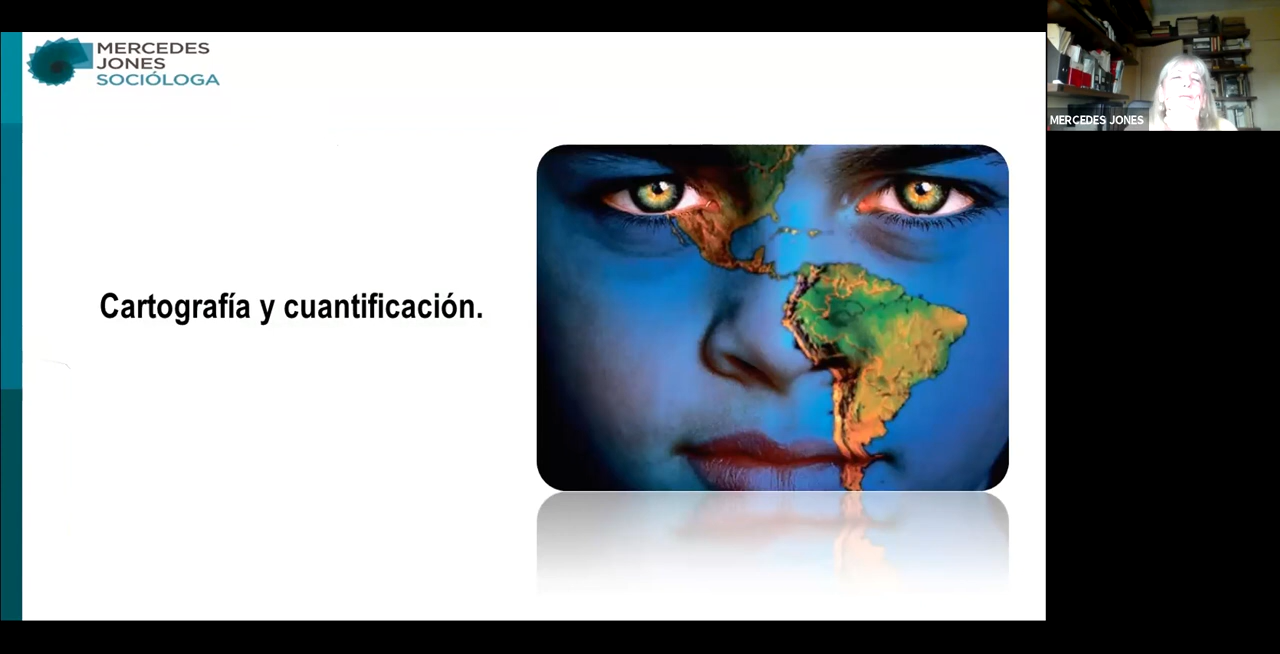 MERCEDES
JONES
SOCIÓLOGA
MERCEDES JONES
Cartografía y cuantificación.